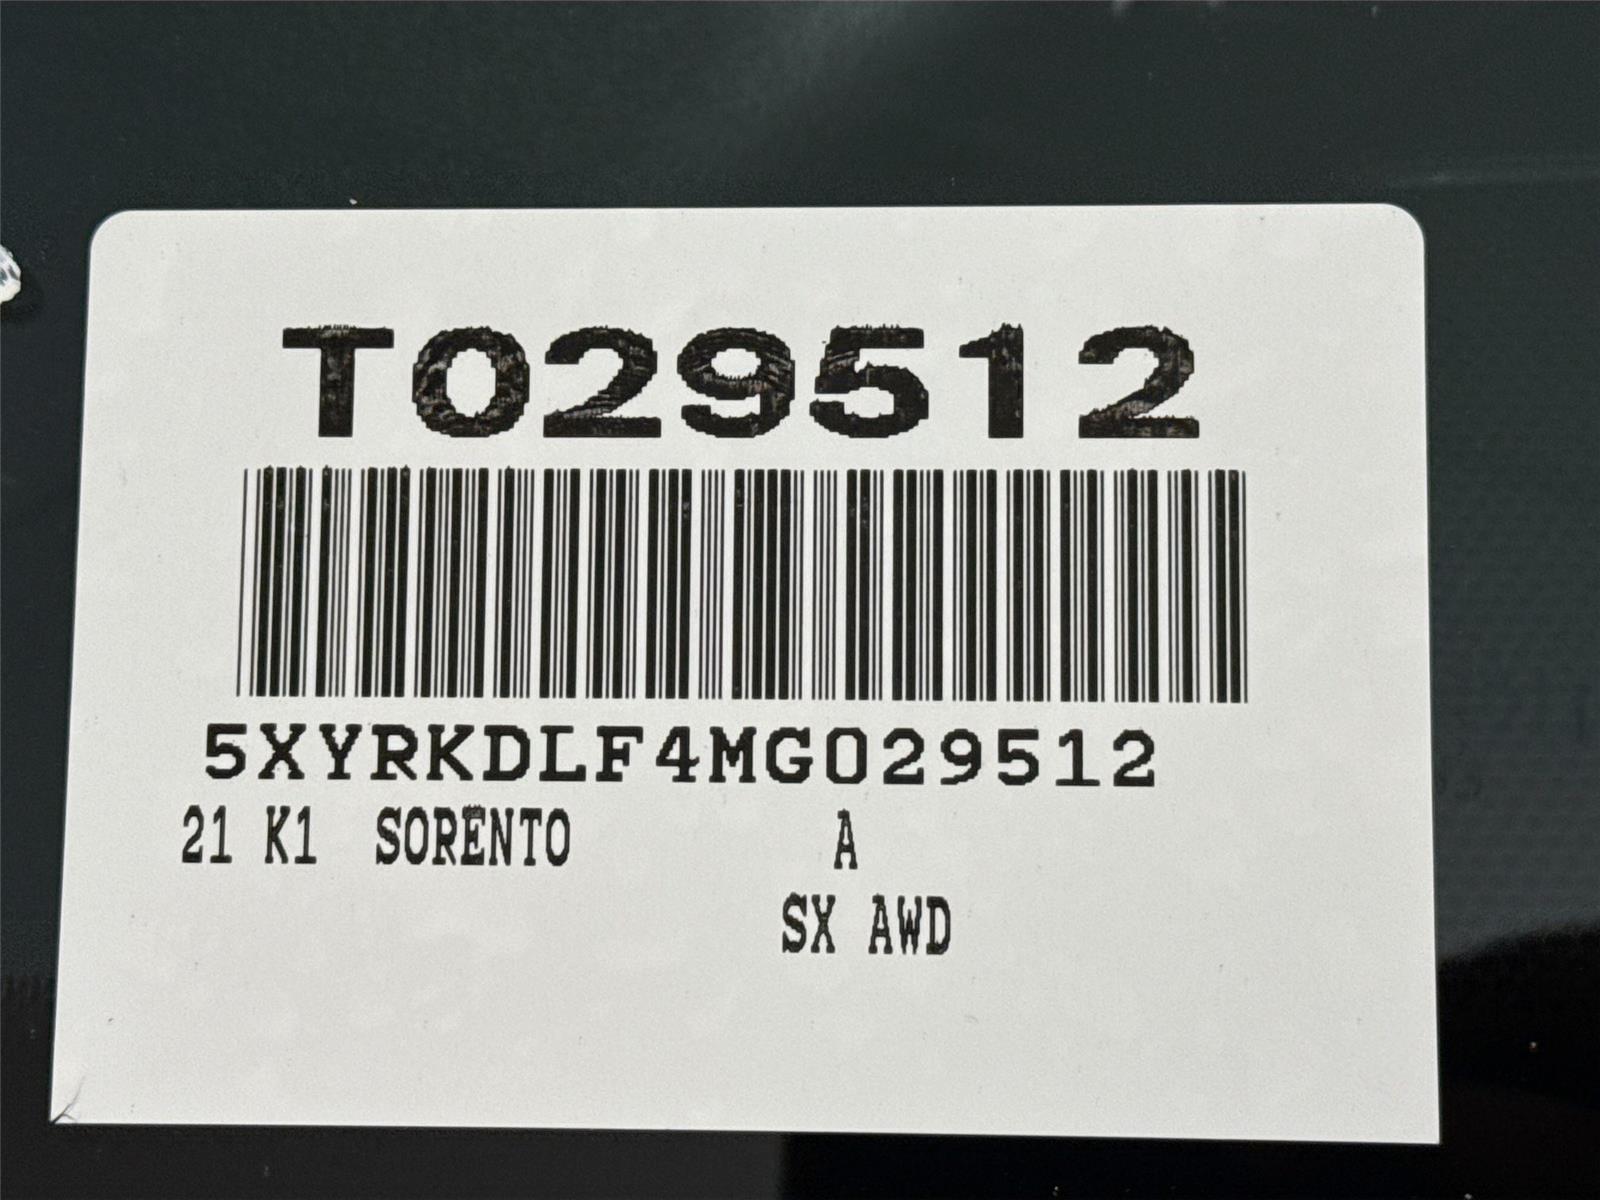 T029512
5XYRKDLF4MG029512
21 K1 SORENTO A
SX AWD